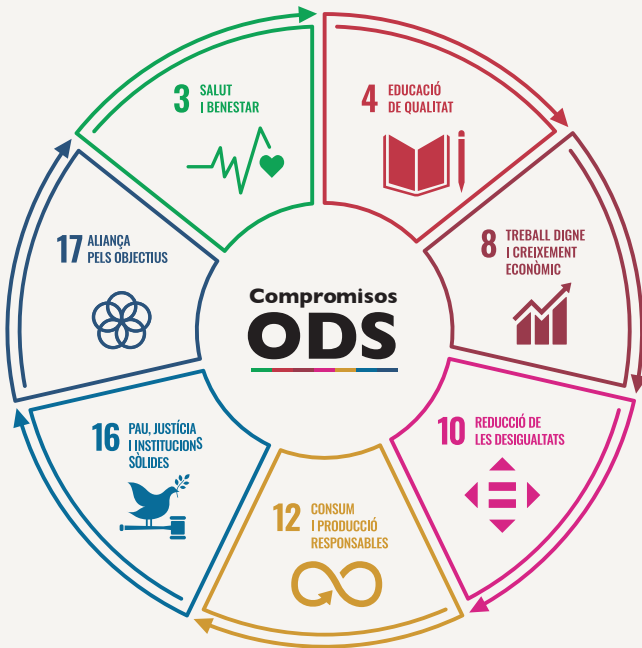 Compromisos
ODS
3 SALUT
I BENESTAR
4 EDUCACIÓ
DE QUALITAT
8 TREBALL DIGNE
I CREIXEMENT
ECONÒMIC
10 REDUCCIÓ DE
LES DESIGUALTATS
12 CONSUM
I PRODUCCIÓ
RESPONSABLES
16 PAU, JUSTÍCIA
I INSTITUCIONS
SÒLIDES
17 ALIANÇA
PELS OBJECTIUS